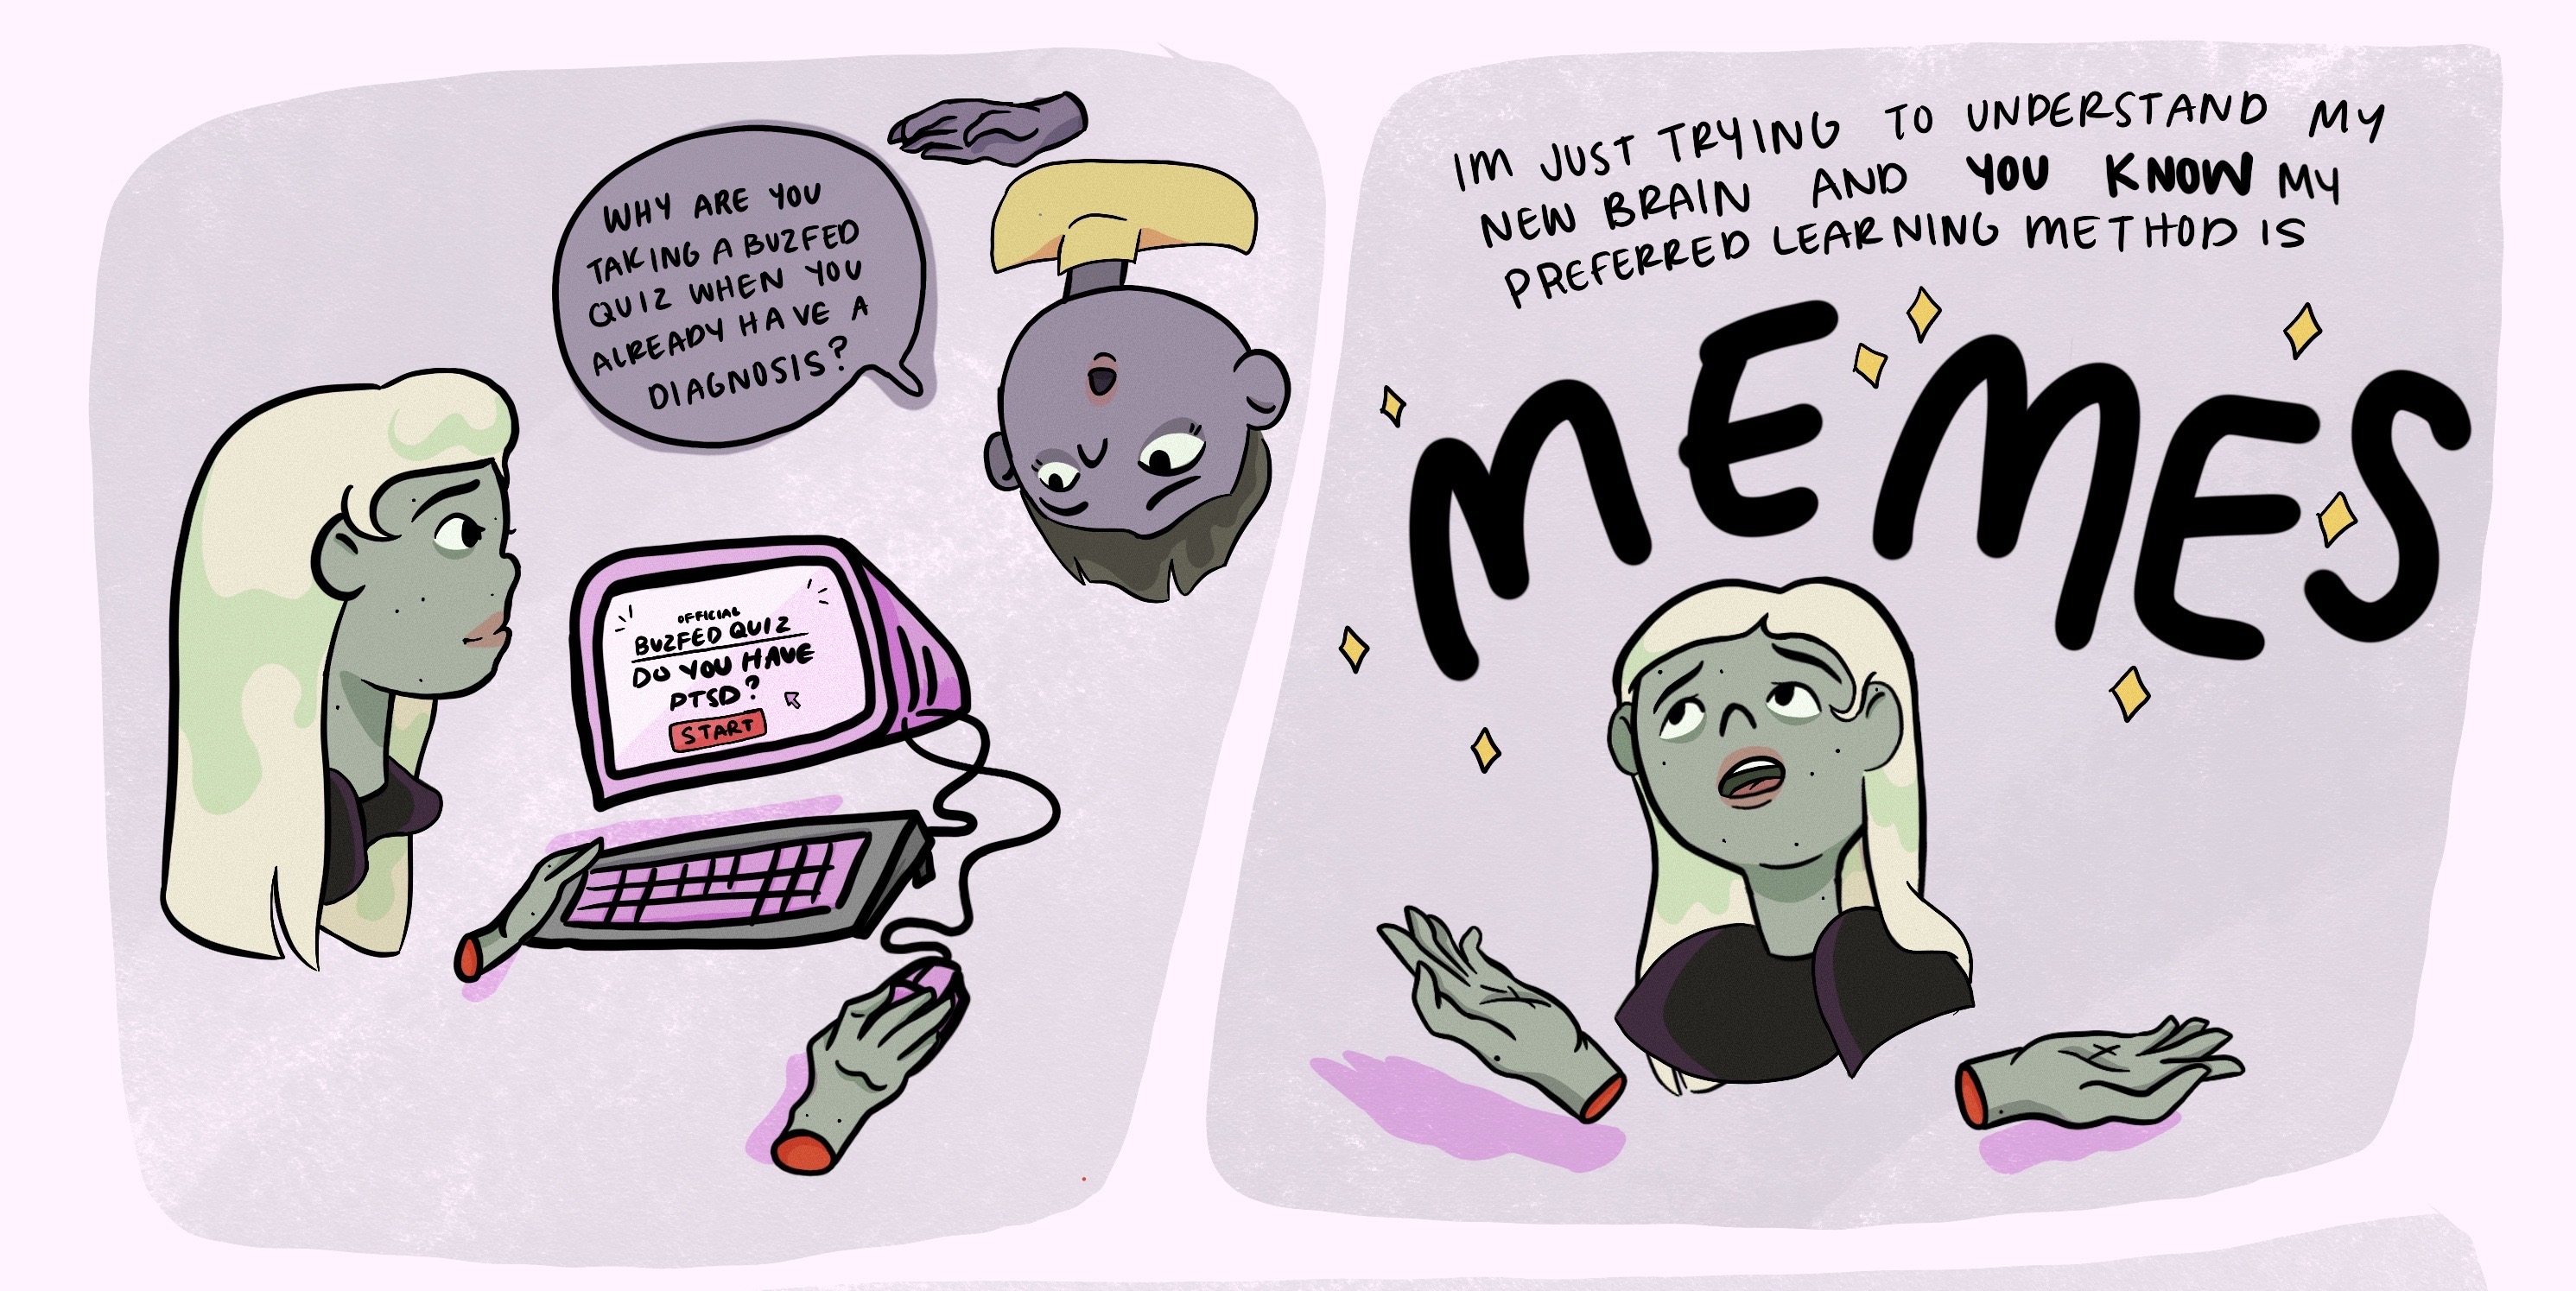 WHY ARE YOU
TAKING A BUZFED
QUIZ WHEN YOU
ALREADY HAVE A
DIAGNOSIS?
OFFICIAL
BUZFED QUIZ
DO YOU HAVE
PTSD?
START
IM JUST TRYING TO UNDERSTAND MY
NEW BRAIN AND YOU KNOW MY
PREFERRED LEARNING METHOD IS
MEMES